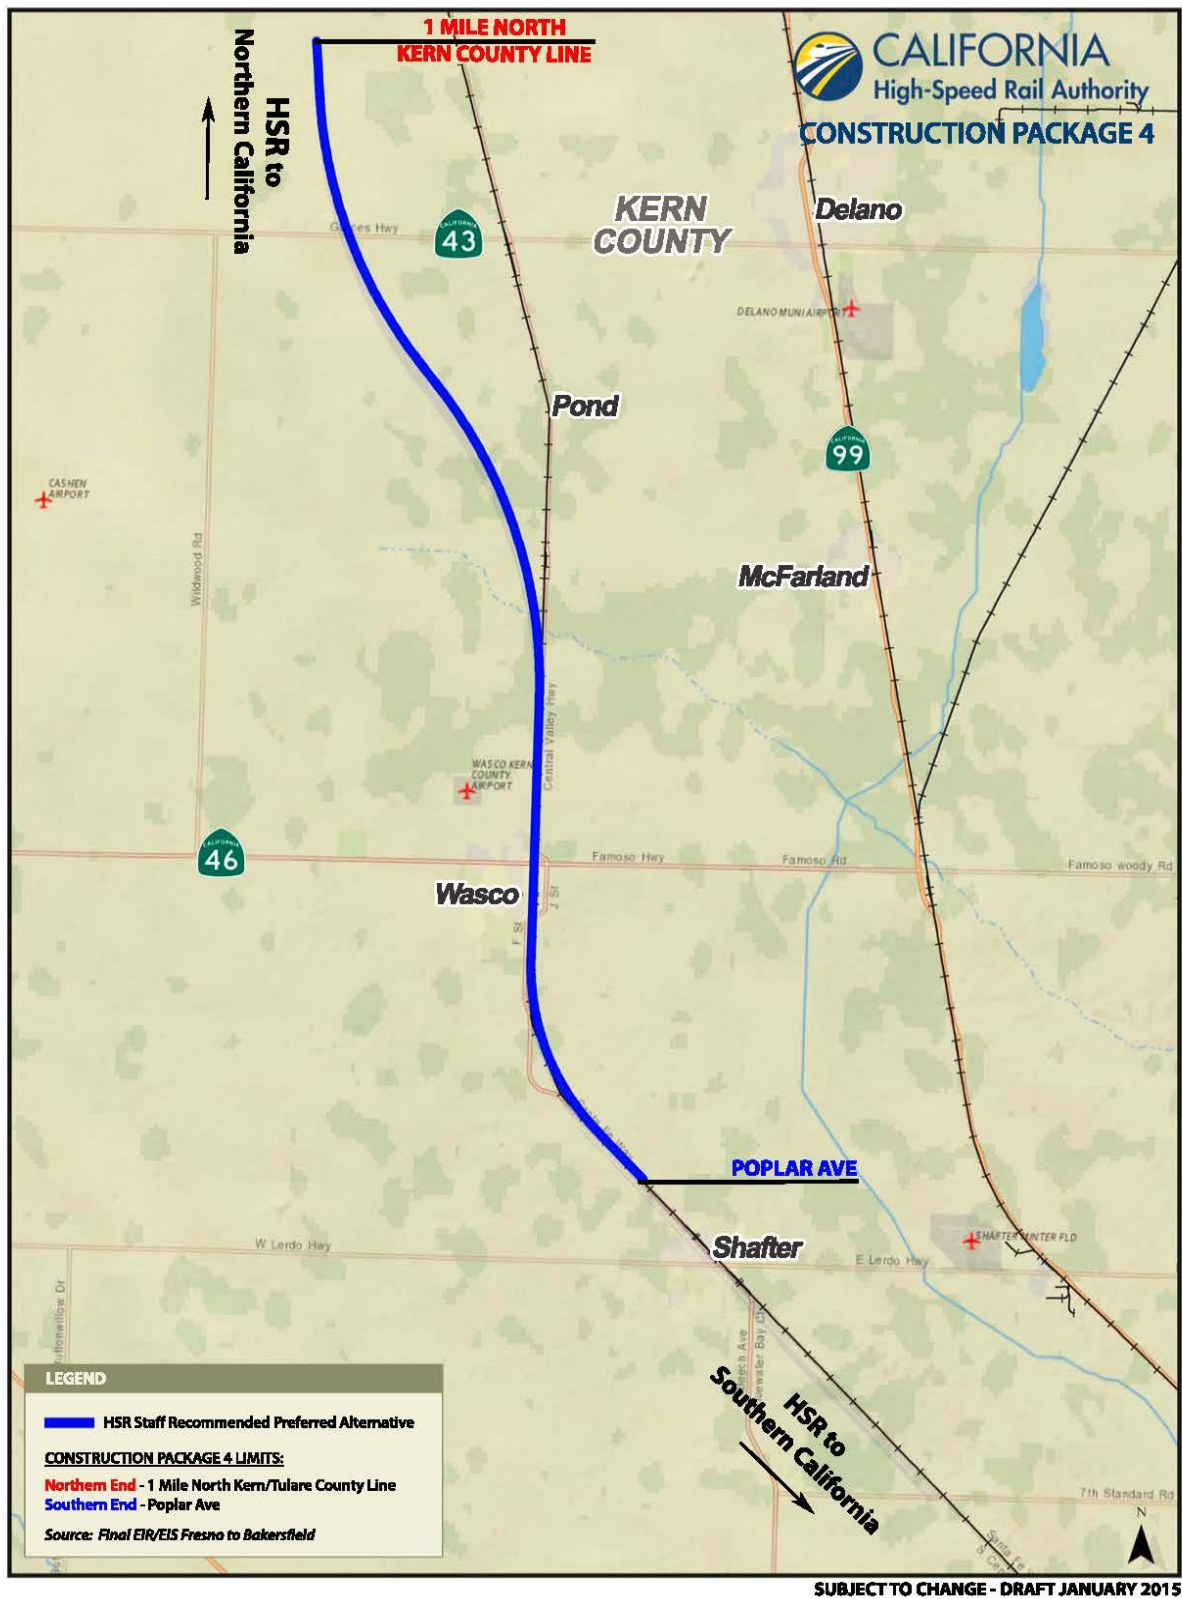 1 MILE NORTH
KERN COUNTY LINE
HSR to
Northern California
CALIFORNIA
High-Speed Rail Authority
CONSTRUCTION PACKAGE 4
KERN
COUNTY
Delano
Hwy
CALIFORNIA
43
DELANO MUNI AIRPORT
Pond
CALIFORNIA
99
CASHEN
AIRPORT
Wildwood Rd
McFarland
Central Valley Hwy
WASCO KERN
COUNTY
AIRPORT
CALIFORNIA
46
Famoso Hwy
Famoso Rd
Famoso woody Rd
Wasco
J St
F St
POPLAR AVE
Shafter
SHAFTER MINTER FLD
W Lerdo Hwy
E Lerdo Hwy
HSR to
Southern California
7th Standard Rd
Santa Fe
N
LEGEND
HSR Staff Recommended Preferred Alternative
CONSTRUCTION PACKAGE 4 LIMITS:
Northern End - 1 Mile North Kern/Tulare County Line
Southern End - Poplar Ave
Source: Final EIR/EIS Fresno to Bakersfield
SUBJECT TO CHANGE - DRAFT JANUARY 2015